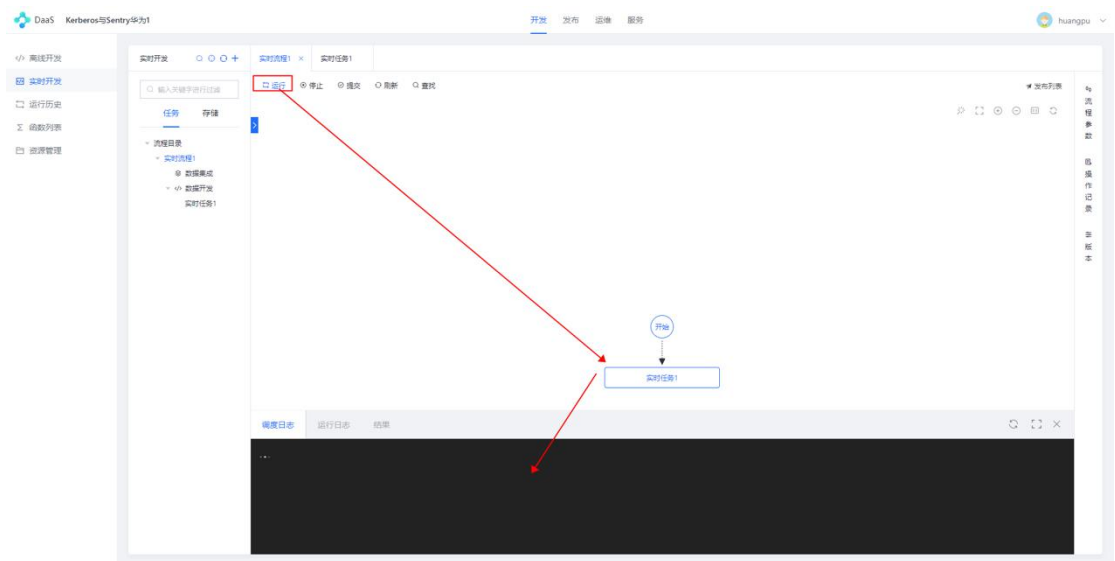 DaaS Kerberos与Sentry华为1
开发 发布 运维 服务
huangpu
离线开发
实时开发
运行历史
函数列表
资源管理
实时开发
输入关键字进行过滤
任务 存储
流程目录
实时流程1
数据集成
数据开发
实时任务1
实时流程1 实时任务1
运行 停止 提交 刷新 查找
发布列表
开始
实时任务1
调度日志 运行日志 结果
...
流程参数
操作记录
版本